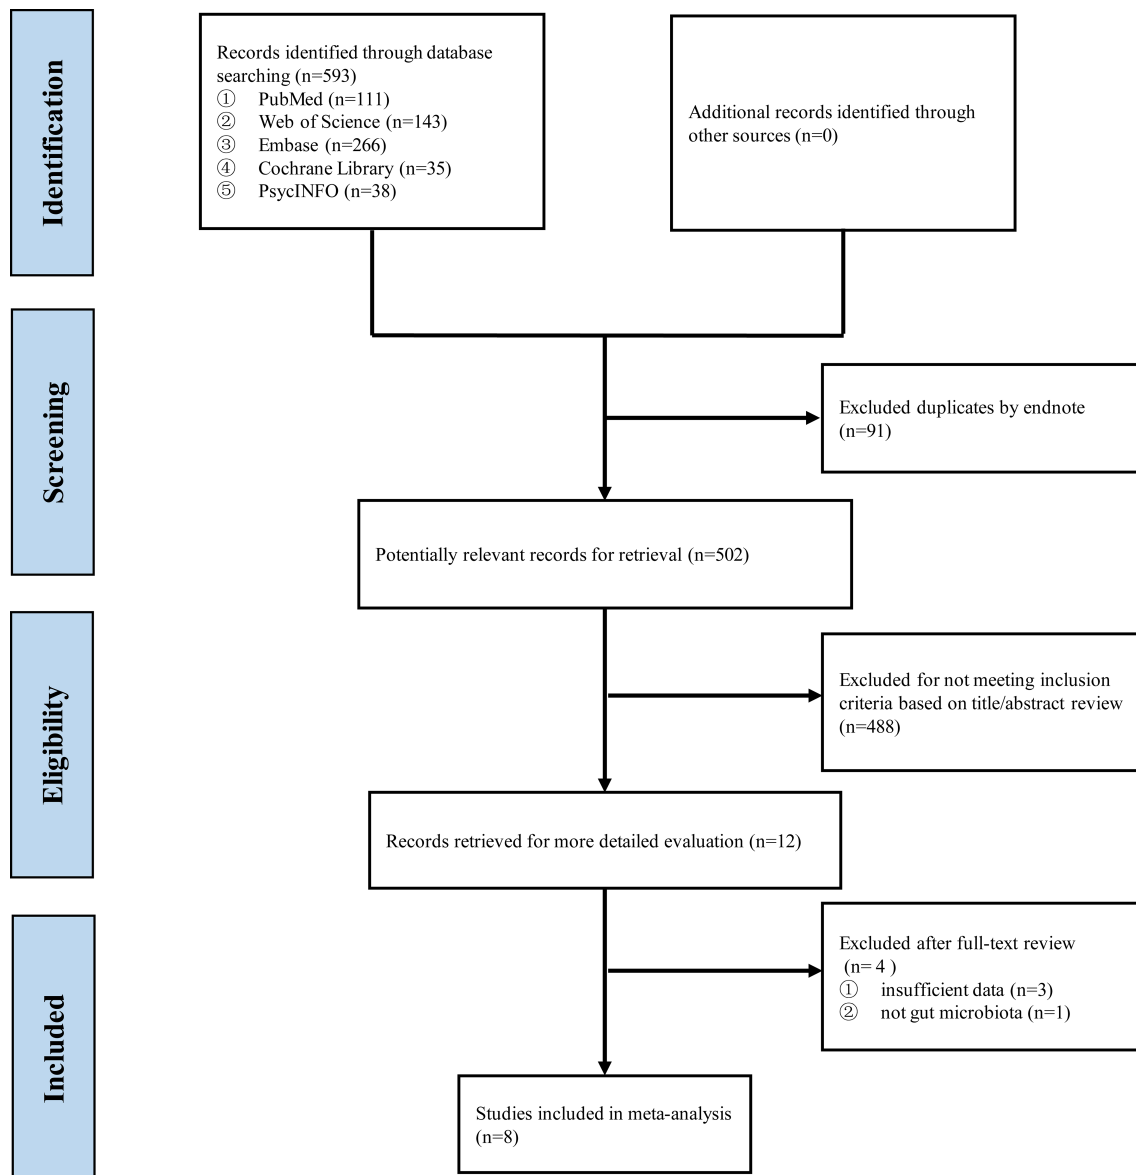 Identification
Records identified through database
searching (n=593)
① PubMed (n=111)
② Web of Science (n=143)
③ Embase (n=266)
④ Cochrane Library (n=35)
⑤ PsycINFO (n=38)
Additional records identified through
other sources (n=0)
Screening
Excluded duplicates by endnote
(n=91)
Potentially relevant records for retrieval (n=502)
Eligibility
Excluded for not meeting inclusion
criteria based on title/abstract review
(n=488)
Records retrieved for more detailed evaluation (n=12)
Included
Excluded after full-text review
(n= 4 )
① insufficient data (n=3)
② not gut microbiota (n=1)
Studies included in meta-analysis
(n=8)